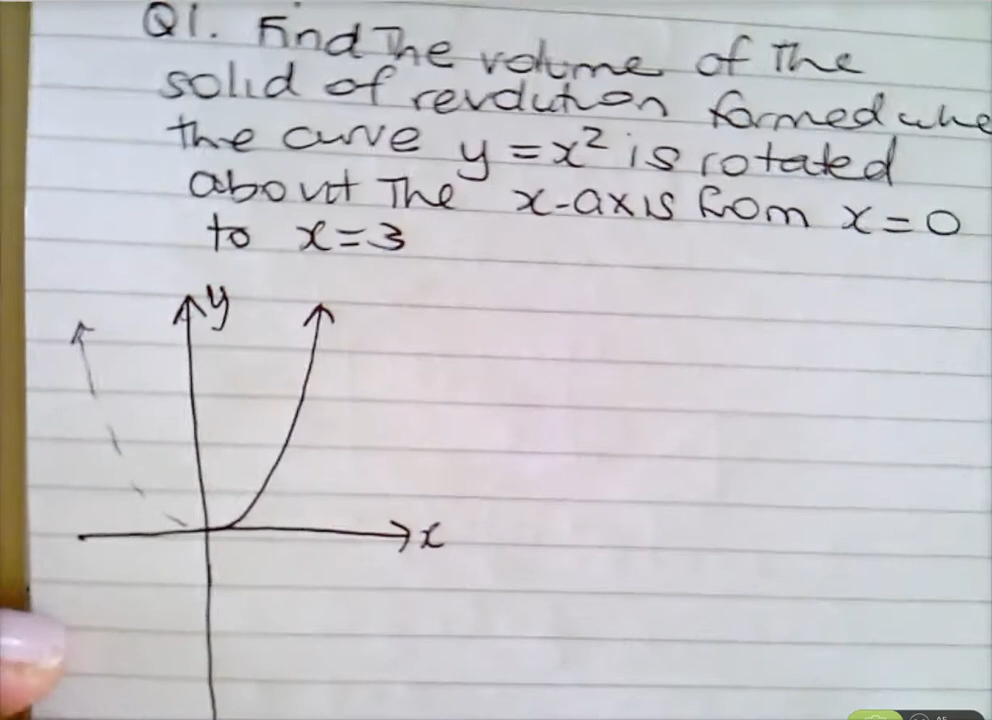 Q1. Find The volume of The
solid of revolution formed whe
the curve y = x² is rotated
about The x-axis from x = 0
to x = 3
y
x